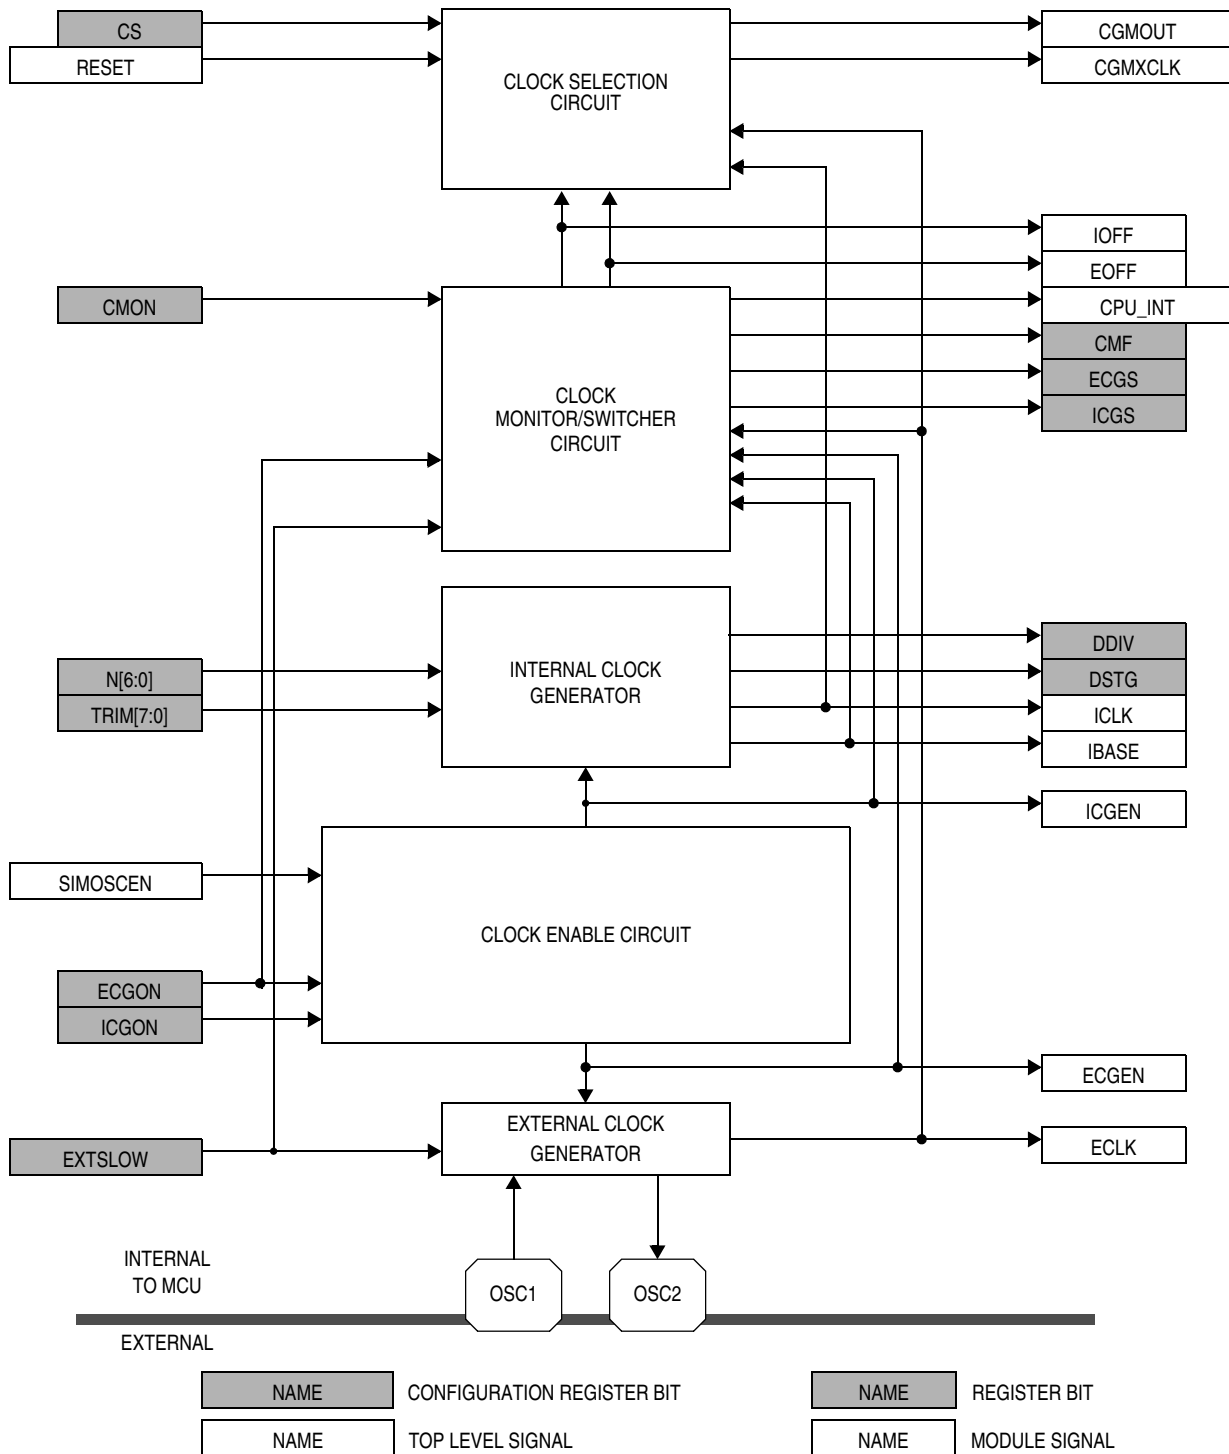 CS
RESET
CLOCK SELECTION
CIRCUIT
CGMOUT
CGMXCLK
IOFF
EOFF
CMON
CPU_INT
CMF
ECGS
ICGS
CLOCK
MONITOR/SWITCHER
CIRCUIT
N[6:0]
TRIM[7:0]
INTERNAL CLOCK
GENERATOR
DDIV
DSTG
ICLK
IBASE
ICGEN
SIMOSCEN
CLOCK ENABLE CIRCUIT
ECGON
ICGON
ECGEN
EXTSLOW
EXTERNAL CLOCK
GENERATOR
ECLK
INTERNAL
TO MCU
OSC1
OSC2
EXTERNAL
NAME CONFIGURATION REGISTER BIT
NAME REGISTER BIT
NAME TOP LEVEL SIGNAL
NAME MODULE SIGNAL